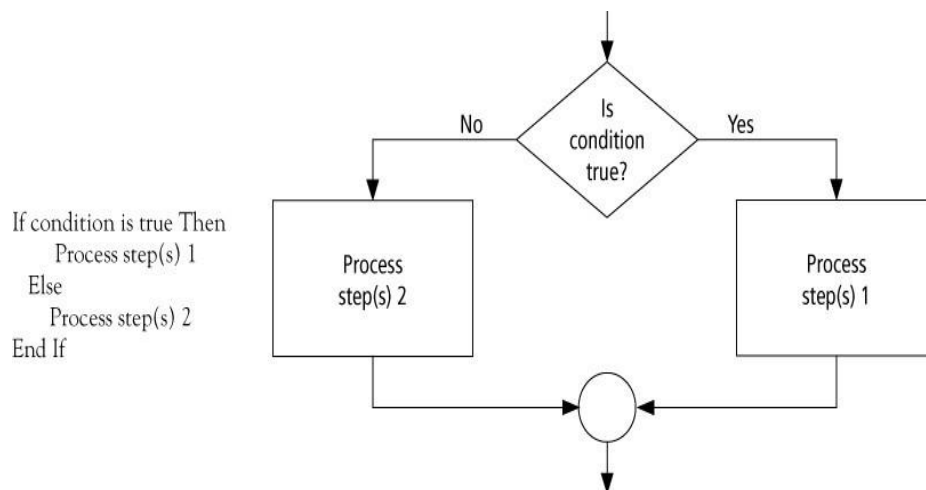 If condition is true Then
Process step(s) 1
Else
Process step(s) 2
End If
Is
condition
true?
No
Yes
Process
step(s) 2
Process
step(s) 1